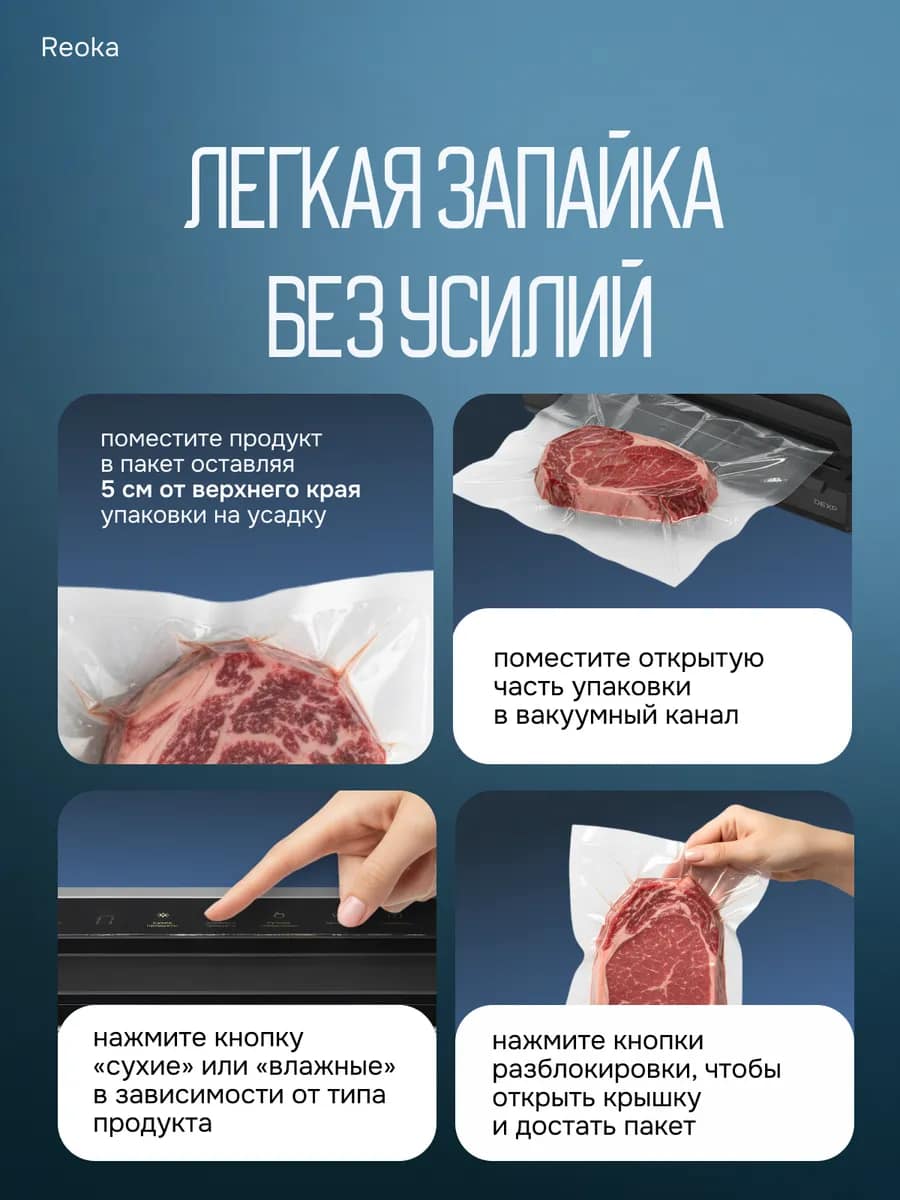 Reoka
ЛЕГКАЯ ЗАПАЙКА
БЕЗ УСИЛИЙ
поместите продукт
в пакет оставляя
5 см от верхнего края
упаковки на усадку
DEXP
поместите открытую
часть упаковки
в вакуумный канал
нажмите кнопку
«сухие» или «влажные»
в зависимости от типа
продукта
нажмите кнопки
разблокировки, чтобы
открыть крышку
и достать пакет